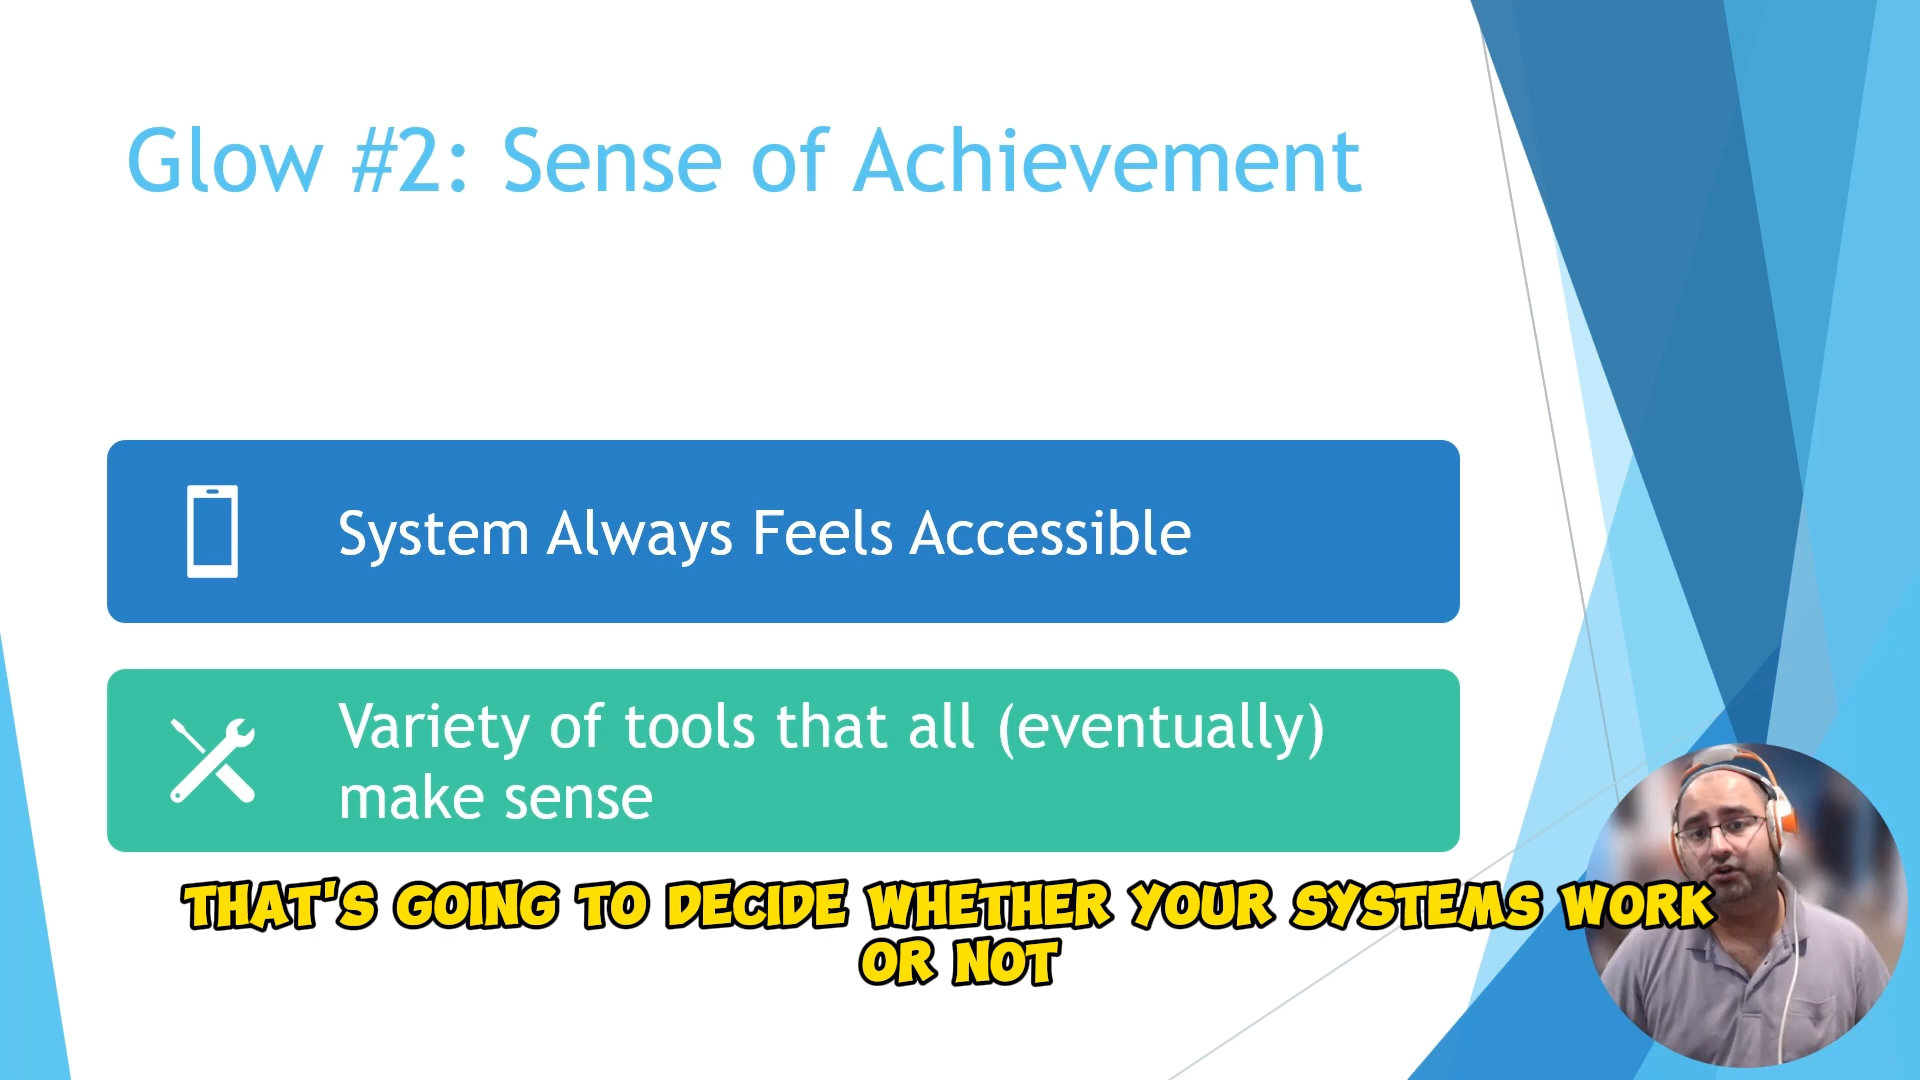 Glow #2: Sense of Achievement
System Always Feels Accessible
Variety of tools that all (eventually)
make sense
THAT'S GOING TO DECIDE WHETHER YOUR SYSTEMS WORK
OR NOT